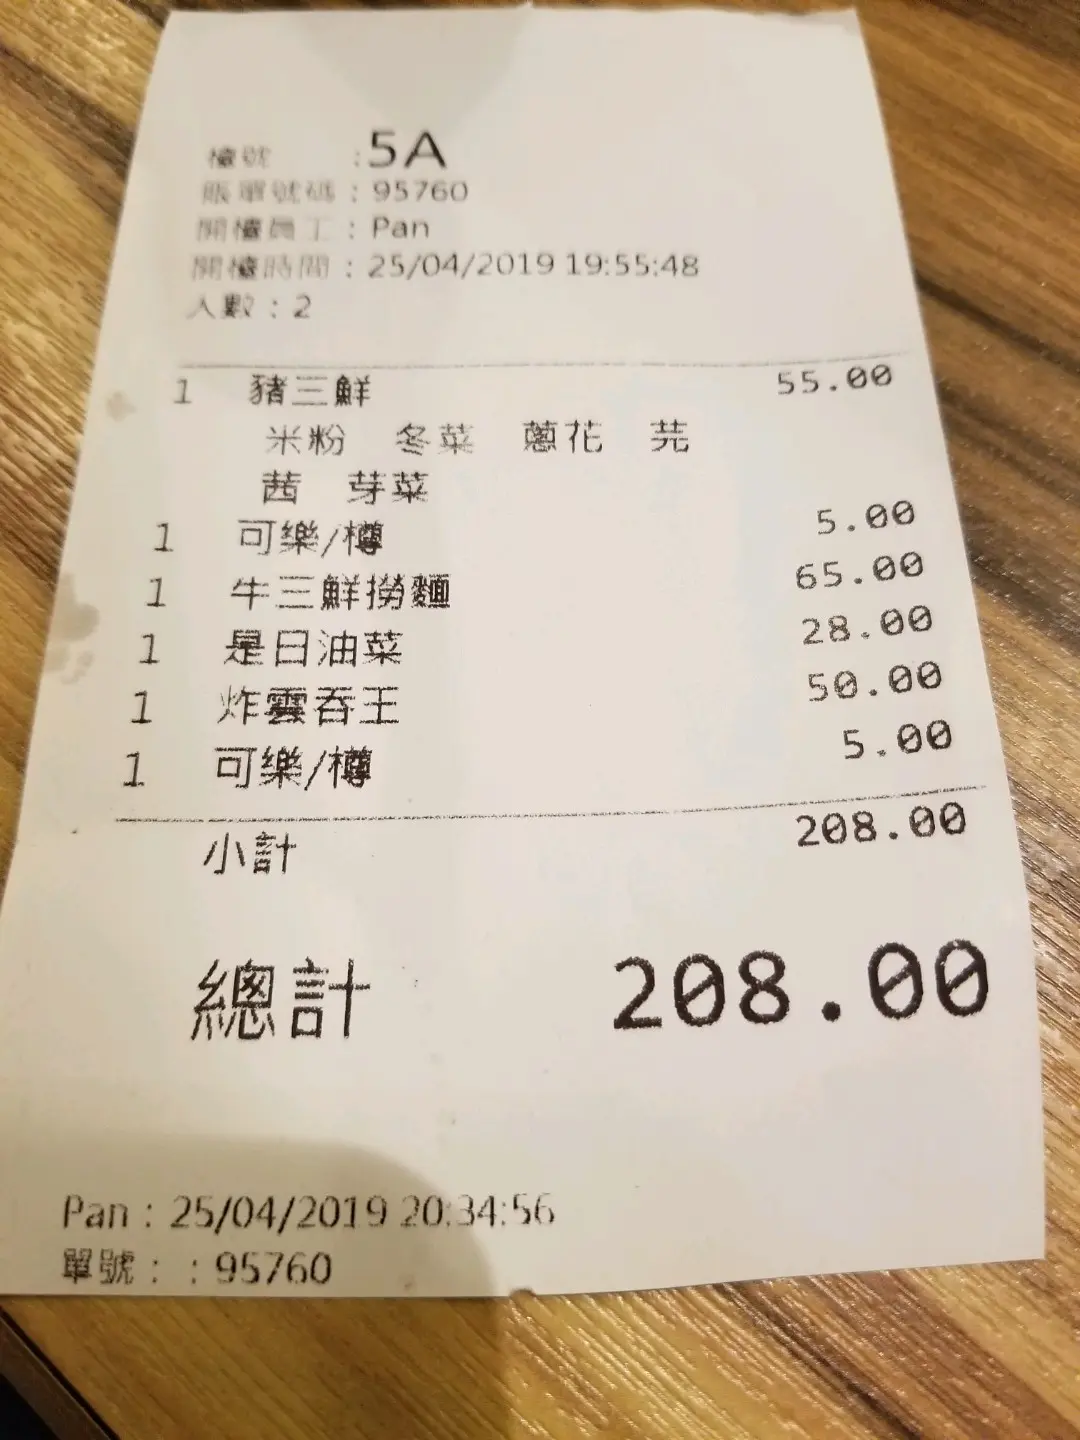 檯號 :5A
賬單號碼 : 95760
開檯員工 : Pan
開檯時間 : 25/04/2019 19:55:48
人數 : 2
1 豬三鮮 55.00
米粉 冬菜 蔥花 芫
茜 芽菜
1 可樂/樽 5.00
1 牛三鮮撈麵 65.00
1 是日油菜 28.00
1 炸雲吞王 50.00
1 可樂/樽 5.00
小計 208.00
總計 208.00
Pan : 25/04/2019 20:34:56
單號 : : 95760